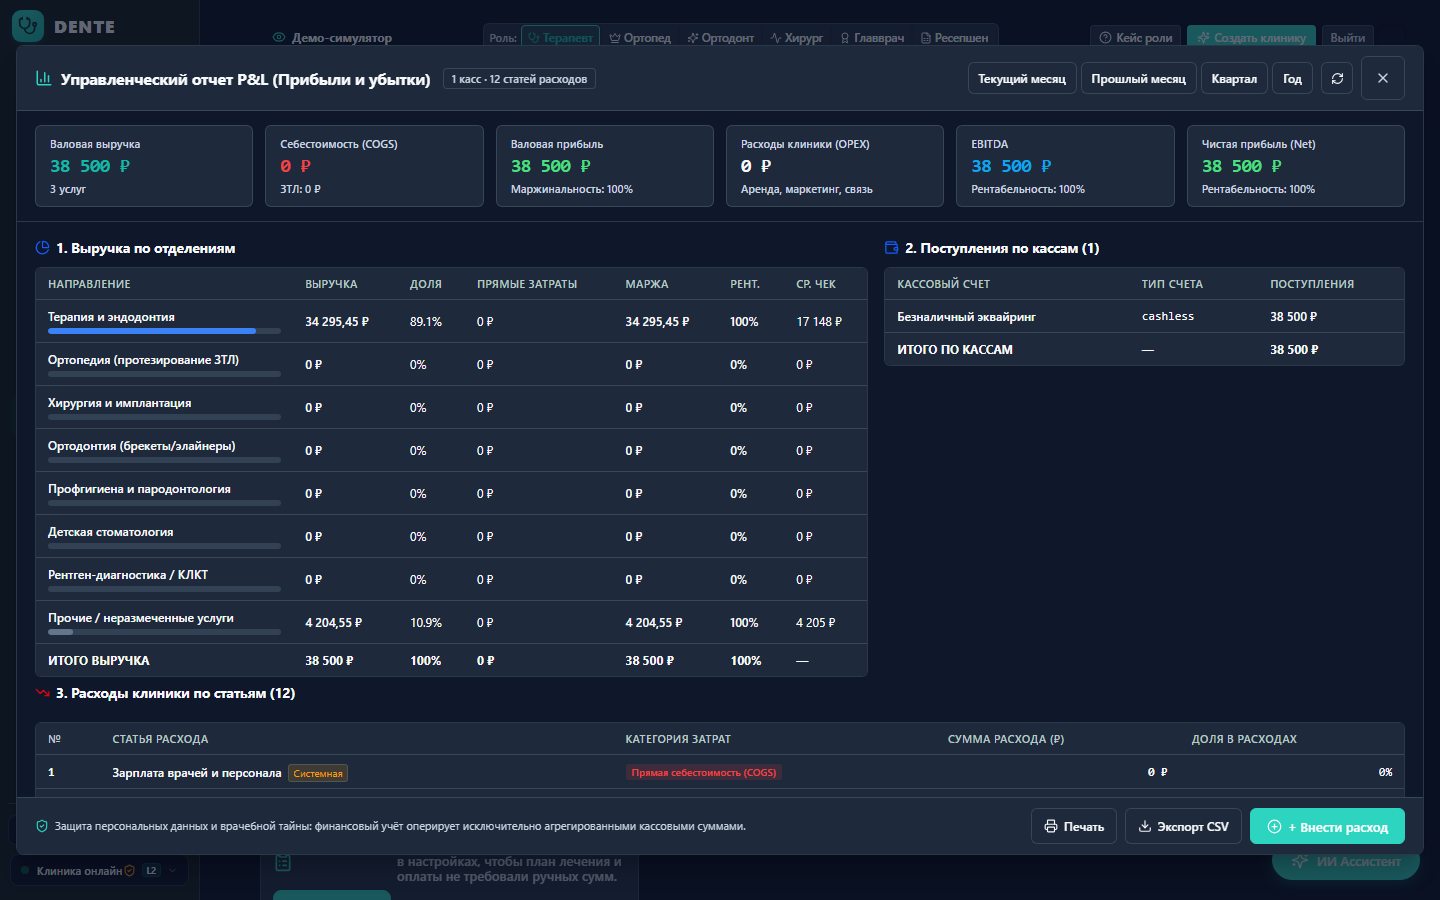 DENTE
Демо-симулятор
Роль: Терапевт Ортопед Ортодонт Хирург Главврач Ресепшен
Кейс роли Создать клинику Выйти
Управленческий отчет P&L (Прибыли и убытки) 1 касс · 12 статей расходов
Текущий месяц Прошлый месяц Квартал Год
Валовая выручка
38 500 ₽
3 услуг
Себестоимость (COGS)
0 ₽
ЗТЛ: 0 ₽
Валовая прибыль
38 500 ₽
Маржинальность: 100%
Расходы клиники (OPEX)
0 ₽
Аренда, маркетинг, связь
EBITDA
38 500 ₽
Рентабельность: 100%
Чистая прибыль (Net)
38 500 ₽
Рентабельность: 100%
1. Выручка по отделениям
НАПРАВЛЕНИЕ ВЫРУЧКА ДОЛЯ ПРЯМЫЕ ЗАТРАТЫ МАРЖА РЕНТ. СР. ЧЕК
Терапия и эндодонтия 34 295,45 ₽ 89.1% 0 ₽ 34 295,45 ₽ 100% 17 148 ₽
Ортопедия (протезирование ЗТЛ) 0 ₽ 0% 0 ₽ 0 ₽ 0% 0 ₽
Хирургия и имплантация 0 ₽ 0% 0 ₽ 0 ₽ 0% 0 ₽
Ортодонтия (брекеты/элайнеры) 0 ₽ 0% 0 ₽ 0 ₽ 0% 0 ₽
Профгигиена и пародонтология 0 ₽ 0% 0 ₽ 0 ₽ 0% 0 ₽
Детская стоматология 0 ₽ 0% 0 ₽ 0 ₽ 0% 0 ₽
Рентген-диагностика / КЛКТ 0 ₽ 0% 0 ₽ 0 ₽ 0% 0 ₽
Прочие / неразмеченные услуги 4 204,55 ₽ 10.9% 0 ₽ 4 204,55 ₽ 100% 4 205 ₽
ИТОГО ВЫРУЧКА 38 500 ₽ 100% 0 ₽ 38 500 ₽ 100% —
2. Поступления по кассам (1)
КАССОВЫЙ СЧЕТ ТИП СЧЕТА ПОСТУПЛЕНИЯ
Безналичный эквайринг cashless 38 500 ₽
ИТОГО ПО КАССАМ — 38 500 ₽
3. Расходы клиники по статьям (12)
№ СТАТЬЯ РАСХОДА КАТЕГОРИЯ ЗАТРАТ СУММА РАСХОДА (₽) ДОЛЯ В РАСХОДАХ
1 Зарплата врачей и персонала Системная Прямая себестоимость (COGS) 0 ₽ 0%
Защита персональных данных и врачебной тайны: финансовый учёт оперирует исключительно агрегированными кассовыми суммами.
Печать Экспорт CSV + Внести расход
Клиника онлайн L2
в настройках, чтобы план лечения и
оплаты не требовали ручных сумм.
ИИ Ассистент